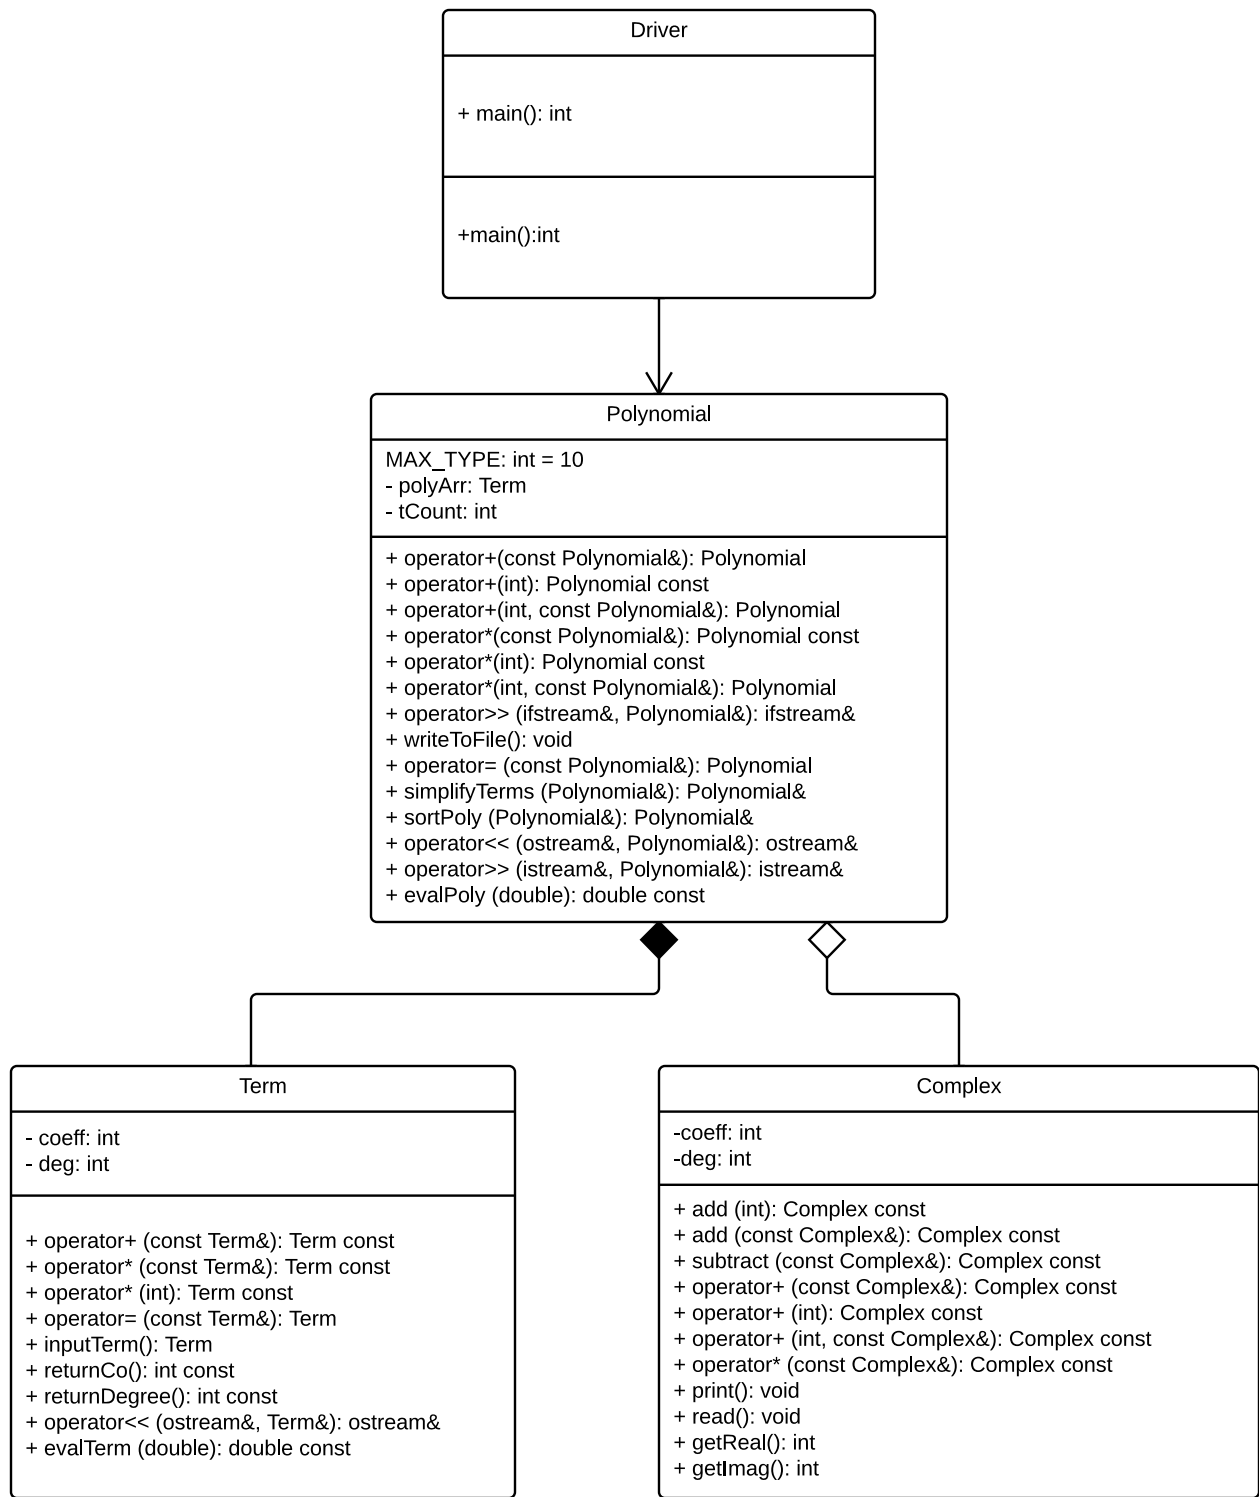 Driver
+ main(): int
+main():int
Polynomial
MAX_TYPE: int = 10
- polyArr: Term
- tCount: int
+ operator+(const Polynomial&): Polynomial
+ operator+(int): Polynomial const
+ operator+(int, const Polynomial&): Polynomial
+ operator*(const Polynomial&): Polynomial const
+ operator*(int): Polynomial const
+ operator*(int, const Polynomial&): Polynomial
+ operator>> (ifstream&, Polynomial&): ifstream&
+ writeToFile(): void
+ operator= (const Polynomial&): Polynomial
+ simplifyTerms (Polynomial&): Polynomial&
+ sortPoly (Polynomial&): Polynomial&
+ operator<< (ostream&, Polynomial&): ostream&
+ operator>> (istream&, Polynomial&): istream&
+ evalPoly (double): double const
Term
- coeff: int
- deg: int
+ operator+ (const Term&): Term const
+ operator* (const Term&): Term const
+ operator* (int): Term const
+ operator= (const Term&): Term
+ inputTerm(): Term
+ returnCo(): int const
+ returnDegree(): int const
+ operator<< (ostream&, Term&): ostream&
+ evalTerm (double): double const
Complex
-coeff: int
-deg: int
+ add (int): Complex const
+ add (const Complex&): Complex const
+ subtract (const Complex&): Complex const
+ operator+ (const Complex&): Complex const
+ operator+ (int): Complex const
+ operator+ (int, const Complex&): Complex const
+ operator* (const Complex&): Complex const
+ print(): void
+ read(): void
+ getReal(): int
+ getImag(): int